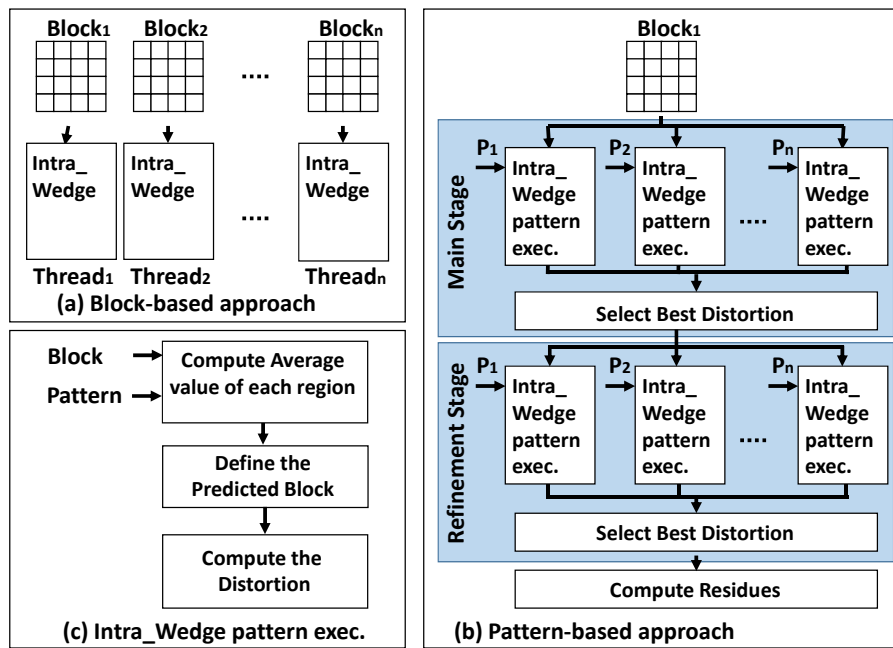 Block1 Block2 .... Blockn
Intra_ Intra_ Intra_
Wedge Wedge .... Wedge
Thread1 Thread2 Threadn
(a) Block-based approach
Block
Pattern
Compute Average
value of each region
Define the
Predicted Block
Compute the
Distortion
(c) Intra_Wedge pattern exec.
Block1
Main Stage
P1 P2 Pn
Intra_ Intra_ Intra_
Wedge Wedge Wedge
pattern pattern .... pattern
exec. exec. exec.
Select Best Distortion
Refinement Stage
P1 P2 Pn
Intra_ Intra_ Intra_
Wedge Wedge Wedge
pattern pattern .... pattern
exec. exec. exec.
Select Best Distortion
Compute Residues
(b) Pattern-based approach